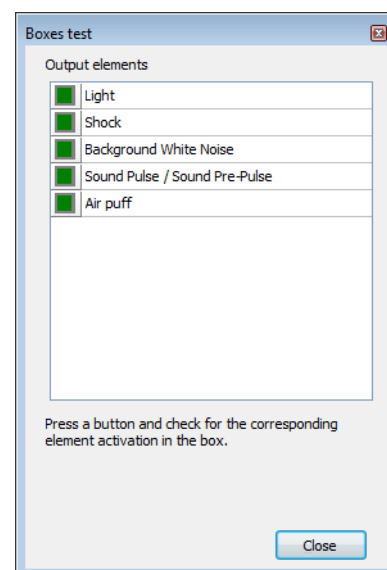 Boxes test
Output elements
Light
Shock
Background White Noise
Sound Pulse / Sound Pre-Pulse
Air puff
Press a button and check for the corresponding
element activation in the box.
Close